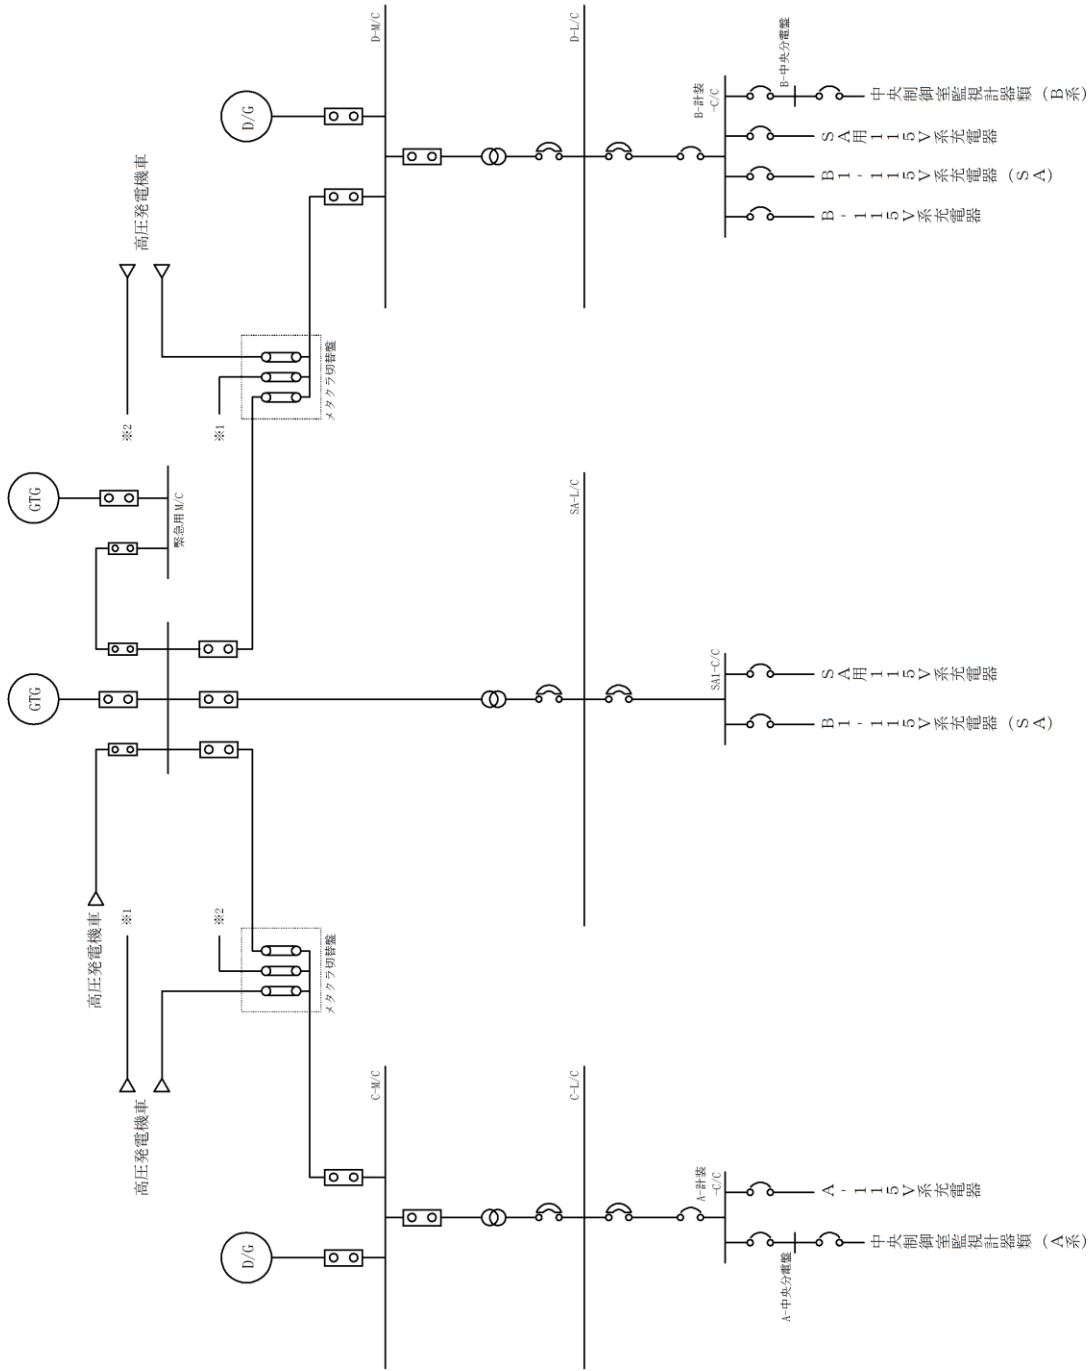 GTG
GTG
高圧発電機車
※1
※2
高圧発電機車
高圧発電機車
緊急用 M/C
※2
※1
D/G
D/G
メタクラ切替盤
メタクラ切替盤
C-M/C
D-M/C
C-L/C
SA-L/C
D-L/C
A-計装
-C/C
SA1-C/C
B-計装
-C/C
A-中央分電盤
B-中央分電盤
中央制御室監視計器類（A系）
A-115V系充電器
B1-115V系充電器（SA）
SA用115V系充電器
B-115V系充電器
B1-115V系充電器（SA）
SA用115V系充電器
中央制御室監視計器類（B系）